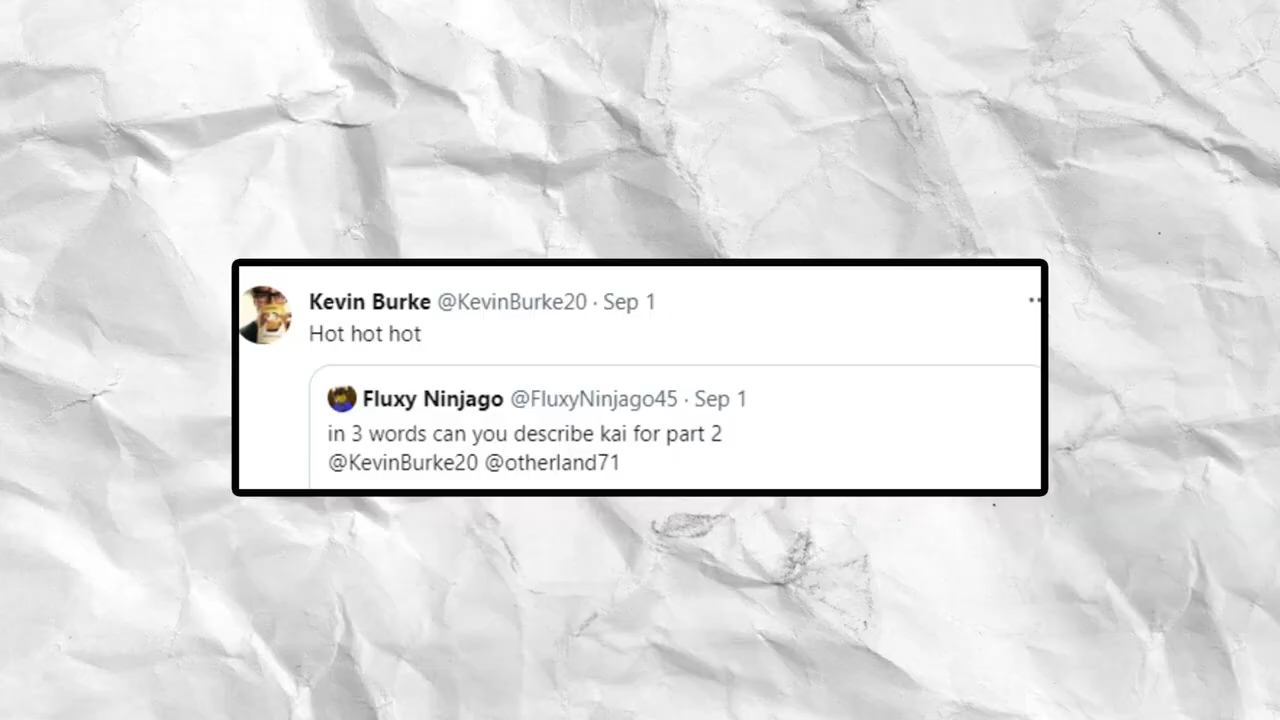 Kevin Burke @KevinBurke20 · Sep 1
Hot hot hot
Fluxy Ninjago @FluxyNinjago45 · Sep 1
in 3 words can you describe kai for part 2
@KevinBurke20 @otherland71